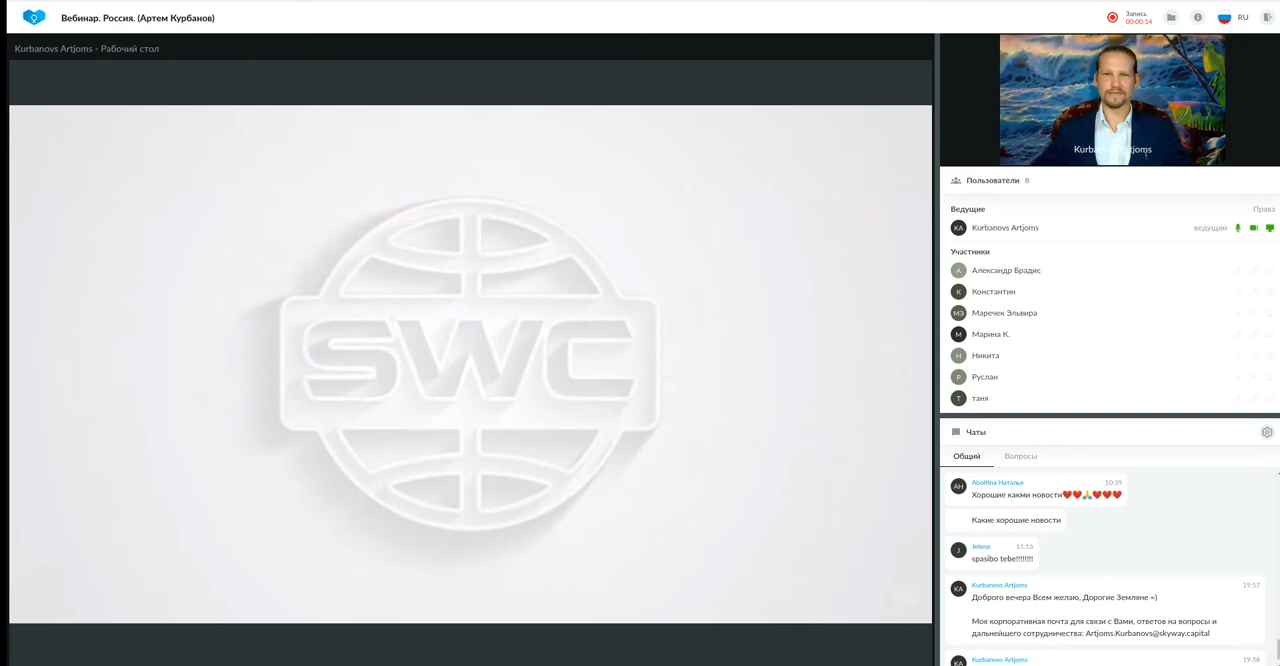 Вебинар. Россия. (Артем Курбанов)
Запись
00:00:14
RU
Kurbanovs Artjoms - Рабочий стол
SWC
Kurbanovs Artjoms
Пользователи 8
Ведущие Права
KA Kurbanovs Artjoms ведущий
Участники
А Александр Брадис
К Константин
МЭ Маречек Эльвира
М Марина К.
Н Никита
Р Руслан
Т таня
Чаты
Общий Вопросы
АН Aboltina Наталья 10:39
Хорошие какми новости❤️❤️🙏❤️❤️❤️
Какие хорошие новости
J Jelena 11:16
spasibo tebe!!!!!!!!
KA Kurbanovs Artjoms 19:57
Доброго вечера Всем желаю, Дорогие Земляне =)
Моя корпоративная почта для связи с Вами, ответов на вопросы и
дальнейшего сотрудничества: Artjoms.Kurbanovs@skyway.capital
KA Kurbanovs Artjoms 19:58